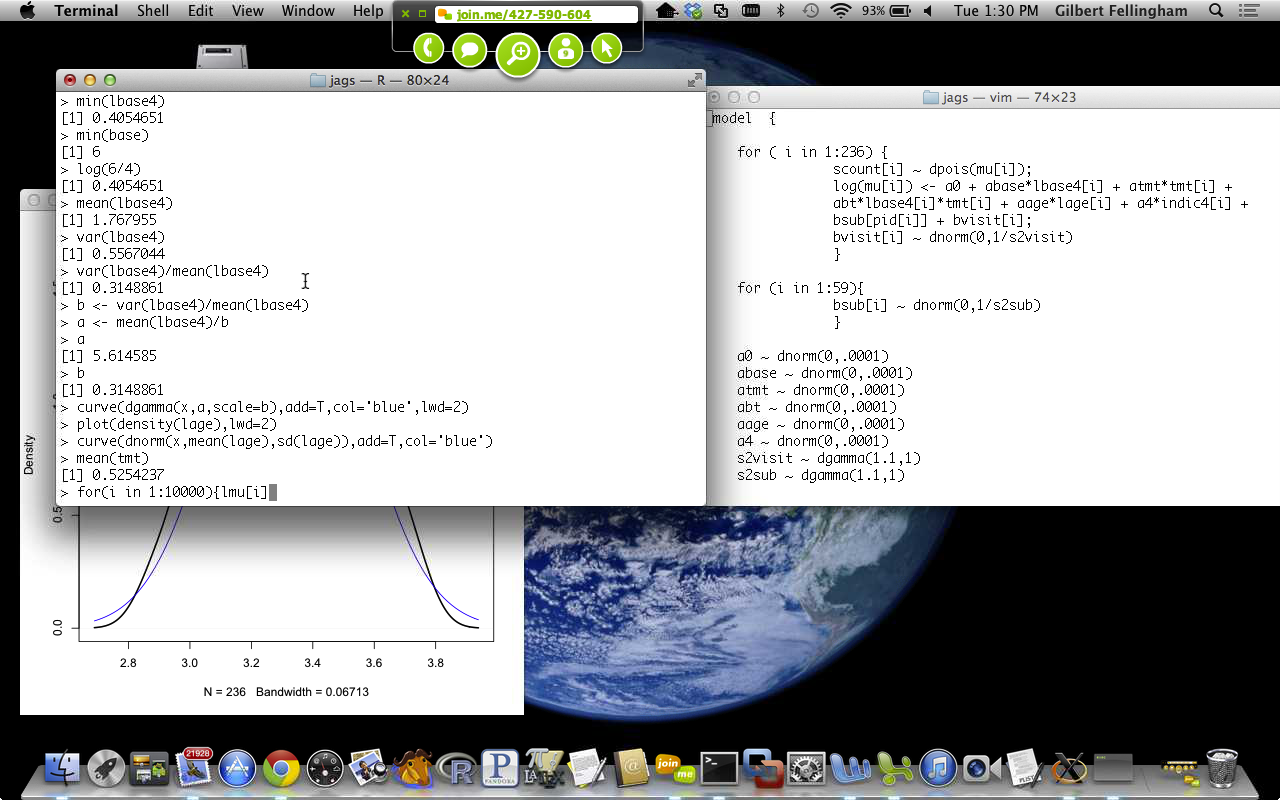 Terminal Shell Edit View Window Help
join.me/427-590-604
93% Tue 1:30 PM Gilbert Fellingham
jags — R — 80×24
> min(lbase4)
[1] 0.4054651
> min(base)
[1] 6
> log(6/4)
[1] 0.4054651
> mean(lbase4)
[1] 1.767955
> var(lbase4)
[1] 0.5567044
> var(lbase4)/mean(lbase4)
[1] 0.3148861
> b <- var(lbase4)/mean(lbase4)
> a <- mean(lbase4)/b
> a
[1] 5.614585
> b
[1] 0.3148861
> curve(dgamma(x,a,scale=b),add=T,col='blue',lwd=2)
> plot(density(lage),lwd=2)
> curve(dnorm(x,mean(lage),sd(lage)),add=T,col='blue')
> mean(tmt)
[1] 0.5254237
> for(i in 1:10000){lmu[i]
jags — vim — 74×23
model {
for ( i in 1:236) {
scount[i] ~ dpois(mu[i]);
log(mu[i]) <- a0 + abase*lbase4[i] + atmt*tmt[i] +
abt*lbase4[i]*tmt[i] + aage*lage[i] + a4*indic4[i] +
bsub[pid[i]] + bvisit[i];
bvisit[i] ~ dnorm(0,1/s2visit)
}
for (i in 1:59){
bsub[i] ~ dnorm(0,1/s2sub)
}
a0 ~ dnorm(0,.0001)
abase ~ dnorm(0,.0001)
atmt ~ dnorm(0,.0001)
abt ~ dnorm(0,.0001)
aage ~ dnorm(0,.0001)
a4 ~ dnorm(0,.0001)
s2visit ~ dgamma(1.1,1)
s2sub ~ dgamma(1.1,1)
Density
0.0
2.8 3.0 3.2 3.4 3.6 3.8
N = 236 Bandwidth = 0.06713
21928
PANDORA
join
me
PLIST